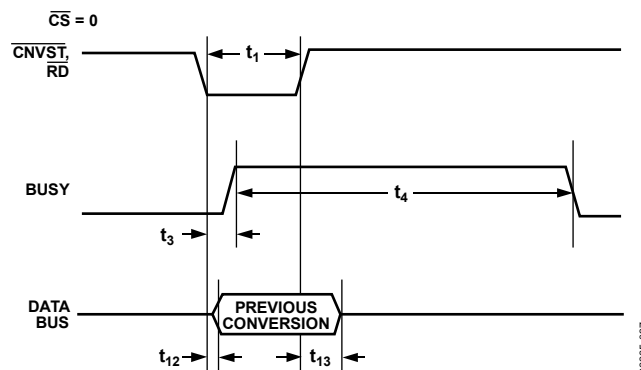 CS = 0
CNVST,
RD
t1
BUSY
t4
t3
DATA
BUS
PREVIOUS
CONVERSION
t12
t13